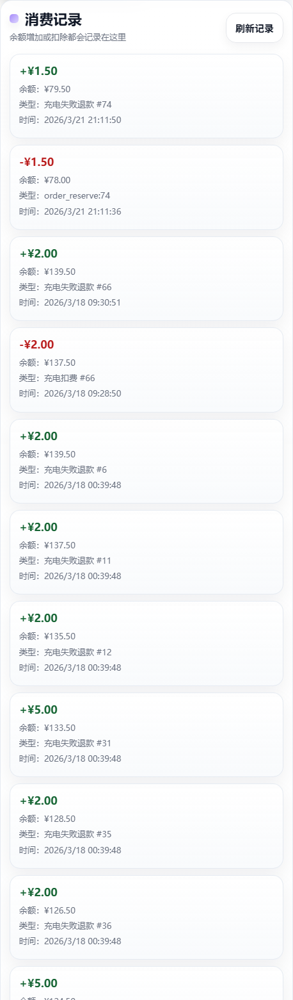 消费记录
余额增加或扣除都会记录在这里
刷新记录
+¥1.50
余额：¥79.50
类型：充电失败退款 #74
时间：2026/3/21 21:11:50
-¥1.50
余额：¥78.00
类型：order_reserve:74
时间：2026/3/21 21:11:36
+¥2.00
余额：¥139.50
类型：充电失败退款 #66
时间：2026/3/18 09:30:51
-¥2.00
余额：¥137.50
类型：充电扣费 #66
时间：2026/3/18 09:28:50
+¥2.00
余额：¥139.50
类型：充电失败退款 #6
时间：2026/3/18 00:39:48
+¥2.00
余额：¥137.50
类型：充电失败退款 #11
时间：2026/3/18 00:39:48
+¥2.00
余额：¥135.50
类型：充电失败退款 #12
时间：2026/3/18 00:39:48
+¥5.00
余额：¥133.50
类型：充电失败退款 #31
时间：2026/3/18 00:39:48
+¥2.00
余额：¥128.50
类型：充电失败退款 #35
时间：2026/3/18 00:39:48
+¥2.00
余额：¥126.50
类型：充电失败退款 #36
时间：2026/3/18 00:39:48
+¥5.00